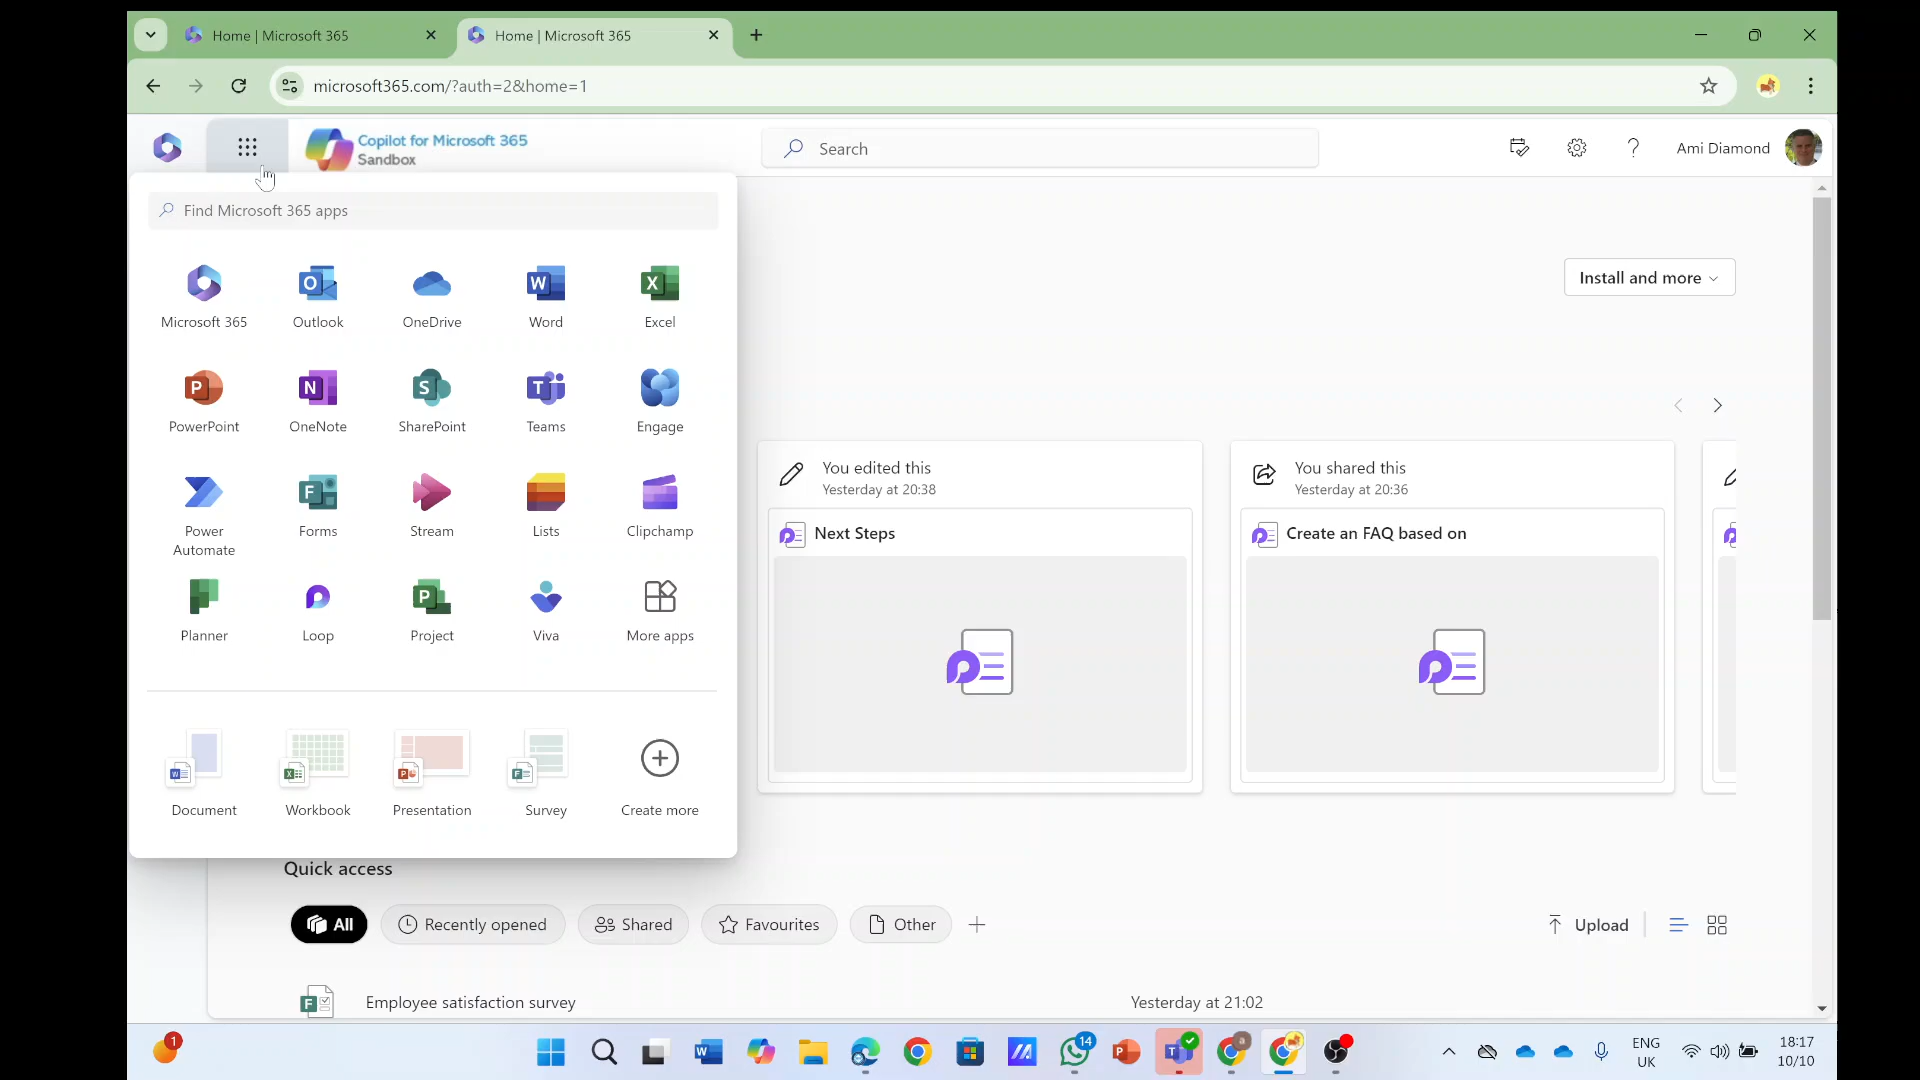 Home | Microsoft 365
Home | Microsoft 365
microsoft365.com/?auth=2&home=1
Copilot for Microsoft 365
Sandbox
Search
Ami Diamond
Find Microsoft 365 apps
Install and more
Microsoft 365
Outlook
OneDrive
Word
Excel
PowerPoint
OneNote
SharePoint
Teams
Engage
Power
Automate
Forms
Stream
Lists
Clipchamp
Planner
Loop
Project
Viva
More apps
Document
Workbook
Presentation
Survey
Create more
You edited this
Yesterday at 20:38
Next Steps
You shared this
Yesterday at 20:36
Create an FAQ based on
Quick access
All
Recently opened
Shared
Favourites
Other
Upload
Employee satisfaction survey
Yesterday at 21:02
1
14
ENG
UK
18:17
10/10